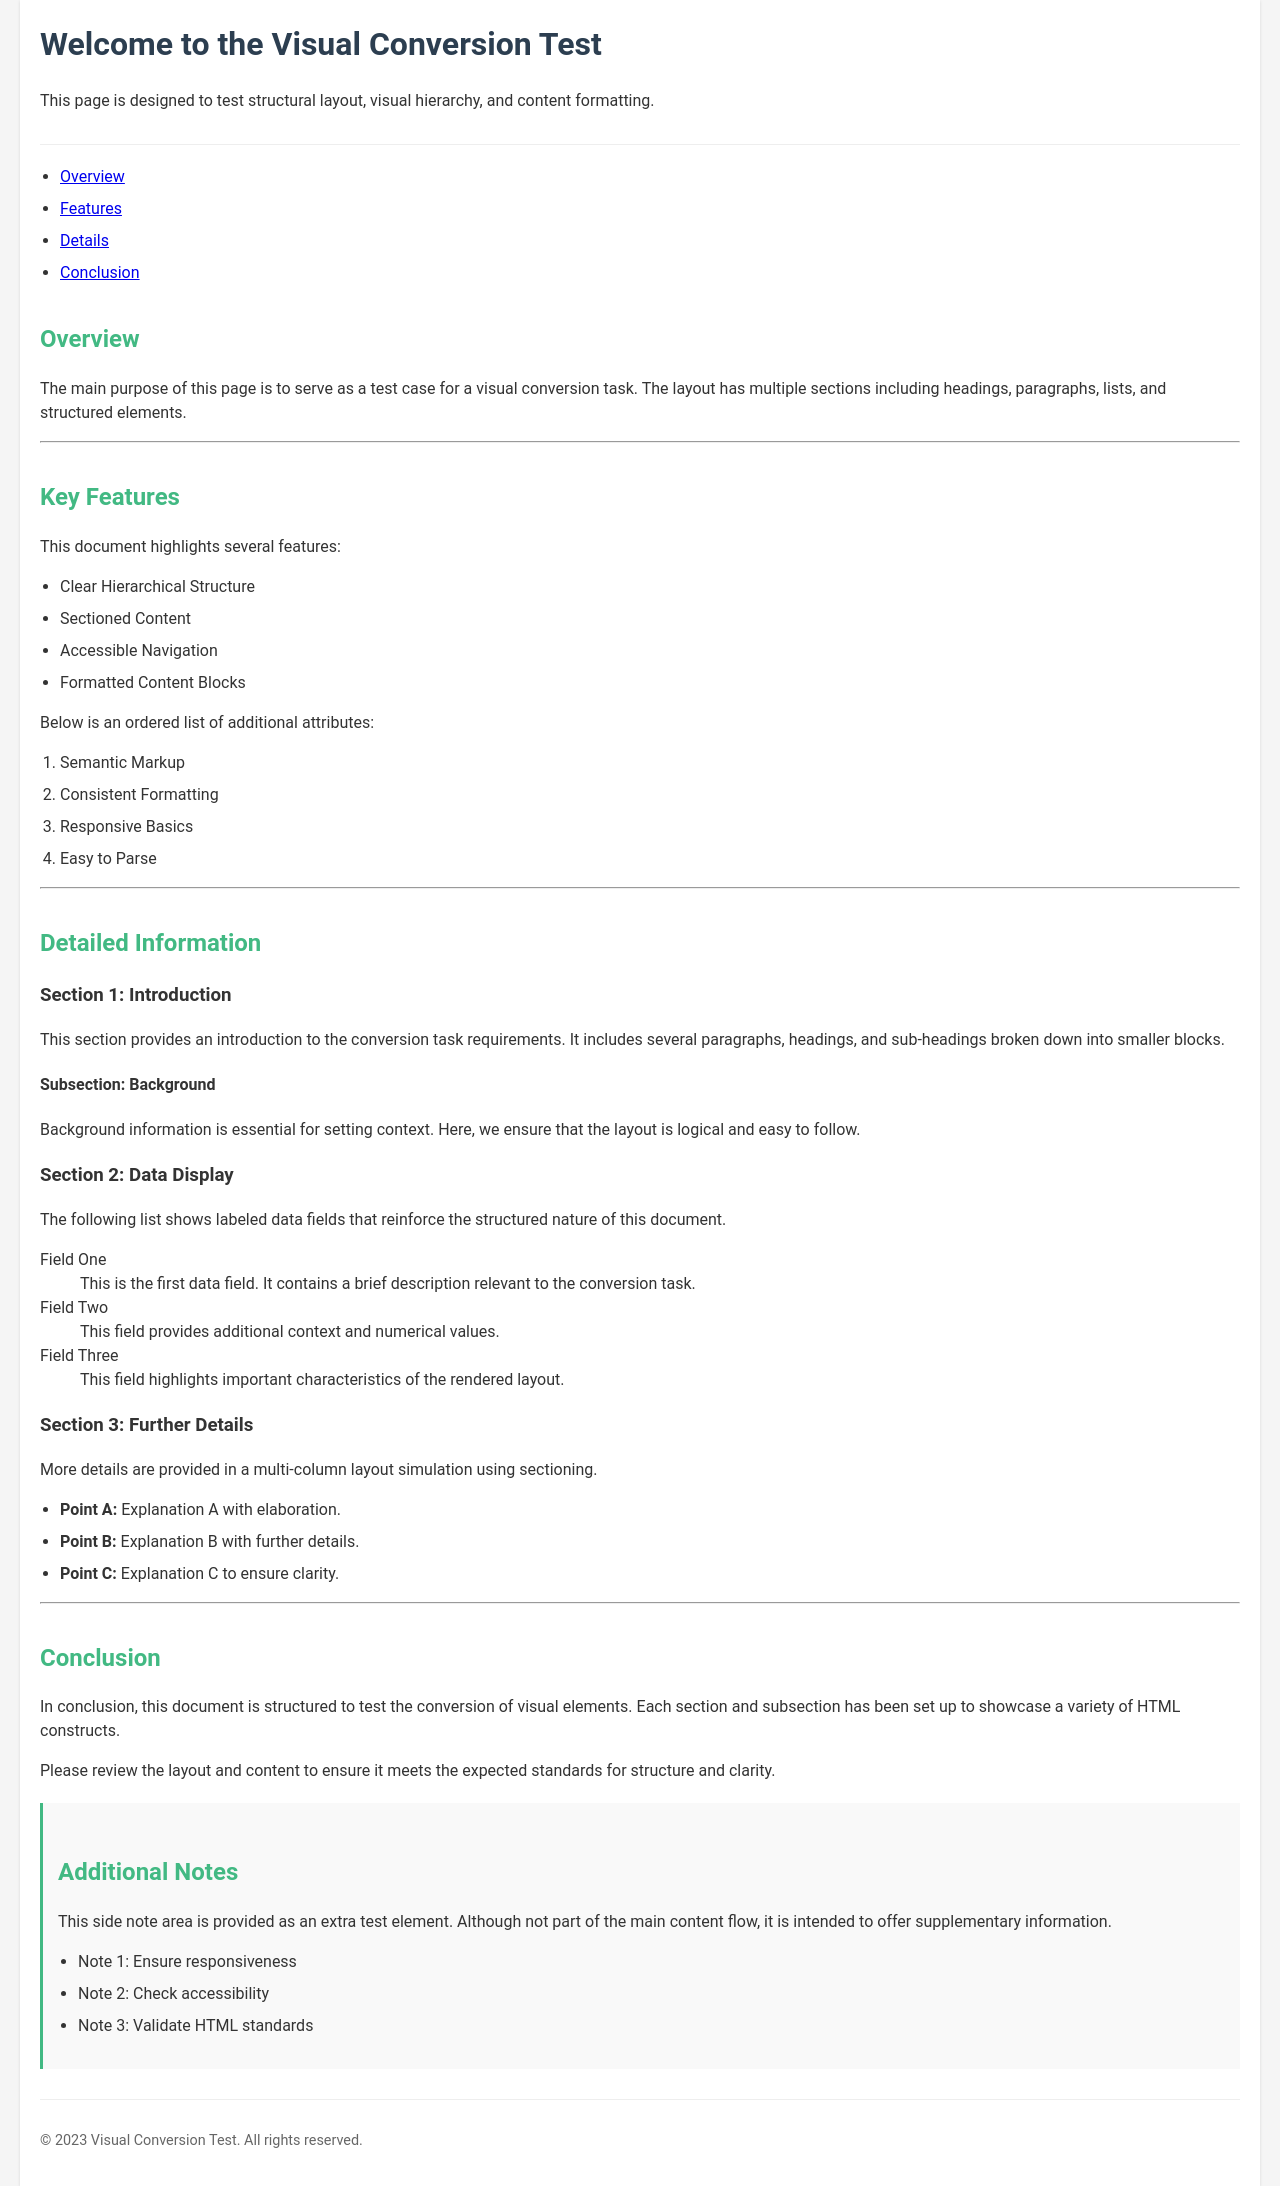 Welcome to the Visual Conversion Test
This page is designed to test structural layout, visual hierarchy, and content formatting.
• Overview
• Features
• Details
• Conclusion
Overview
The main purpose of this page is to serve as a test case for a visual conversion task. The layout has multiple sections including headings, paragraphs, lists, and
structured elements.
Key Features
This document highlights several features:
• Clear Hierarchical Structure
• Sectioned Content
• Accessible Navigation
• Formatted Content Blocks
Below is an ordered list of additional attributes:
1. Semantic Markup
2. Consistent Formatting
3. Responsive Basics
4. Easy to Parse
Detailed Information
Section 1: Introduction
This section provides an introduction to the conversion task requirements. It includes several paragraphs, headings, and sub-headings broken down into smaller blocks.
Subsection: Background
Background information is essential for setting context. Here, we ensure that the layout is logical and easy to follow.
Section 2: Data Display
The following list shows labeled data fields that reinforce the structured nature of this document.
Field One
This is the first data field. It contains a brief description relevant to the conversion task.
Field Two
This field provides additional context and numerical values.
Field Three
This field highlights important characteristics of the rendered layout.
Section 3: Further Details
More details are provided in a multi-column layout simulation using sectioning.
• Point A: Explanation A with elaboration.
• Point B: Explanation B with further details.
• Point C: Explanation C to ensure clarity.
Conclusion
In conclusion, this document is structured to test the conversion of visual elements. Each section and subsection has been set up to showcase a variety of HTML
constructs.
Please review the layout and content to ensure it meets the expected standards for structure and clarity.
Additional Notes
This side note area is provided as an extra test element. Although not part of the main content flow, it is intended to offer supplementary information.
• Note 1: Ensure responsiveness
• Note 2: Check accessibility
• Note 3: Validate HTML standards
© 2023 Visual Conversion Test. All rights reserved.